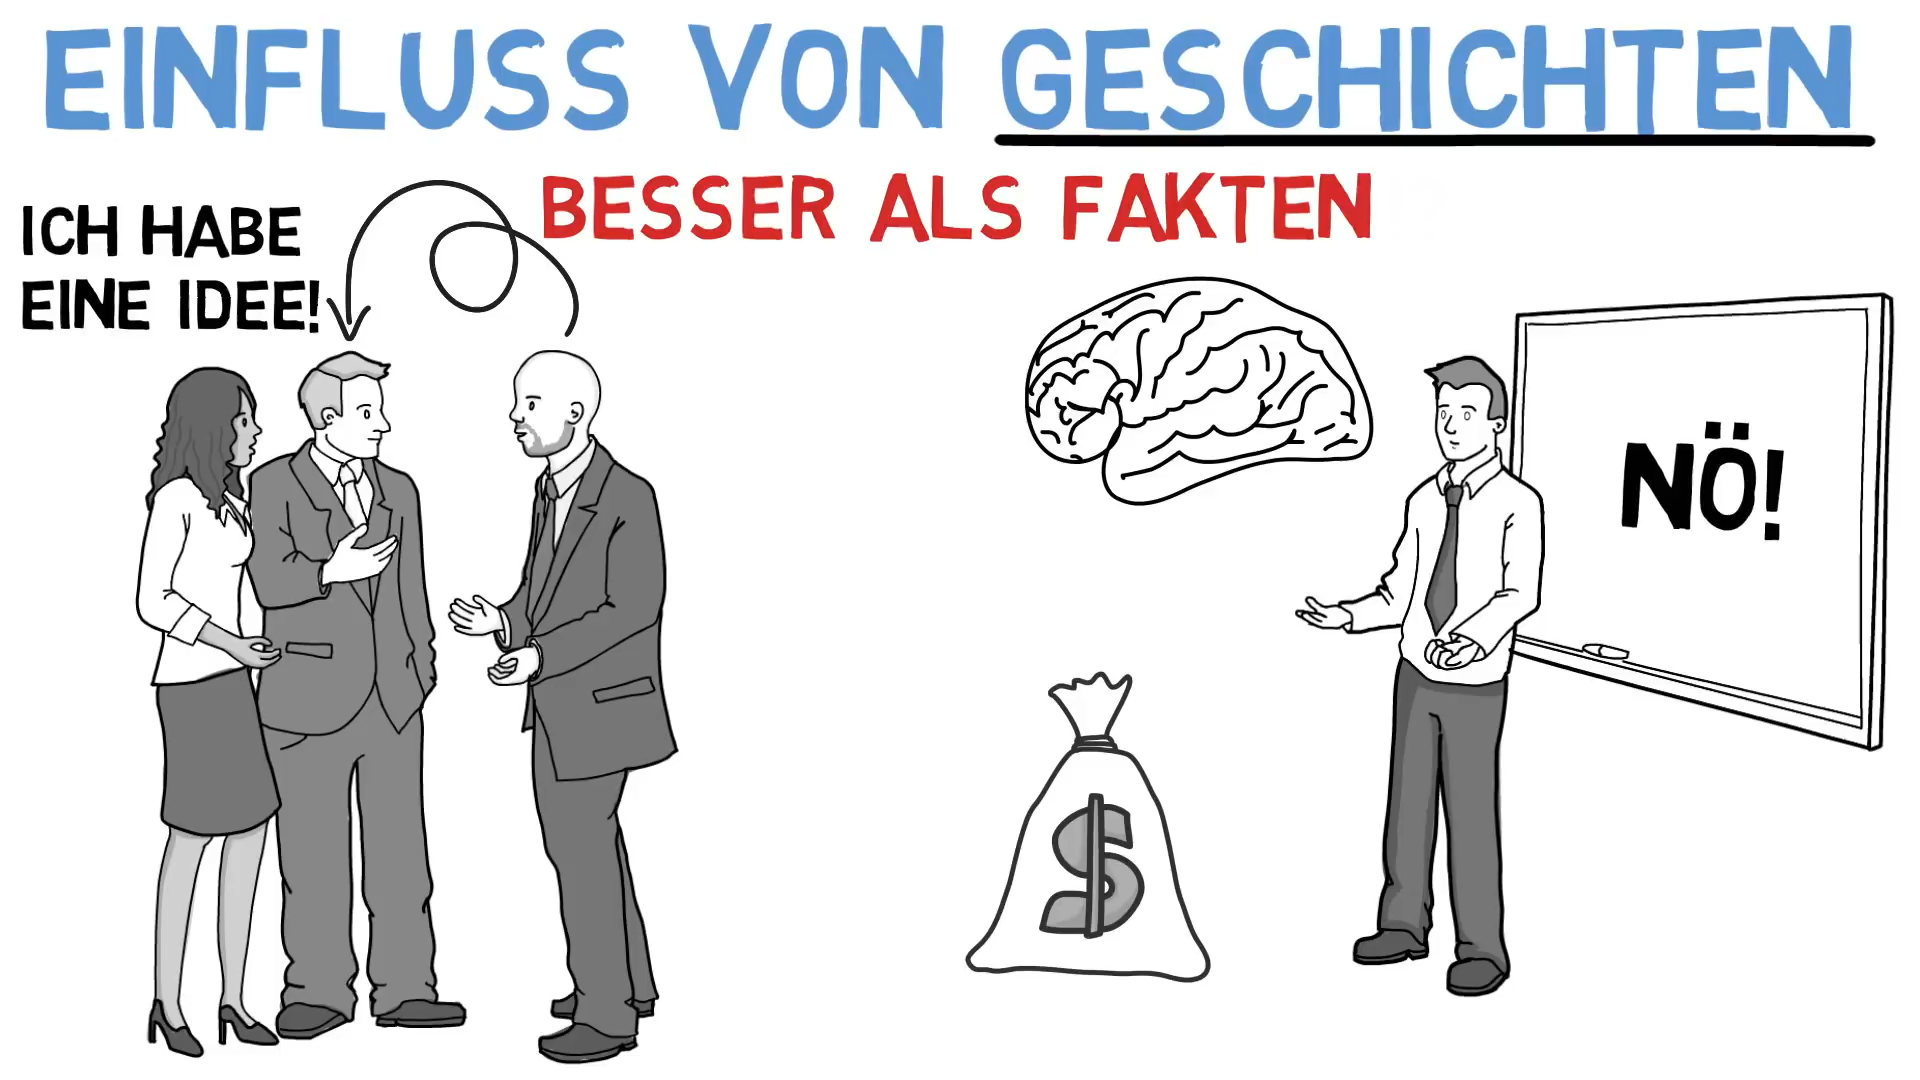 EINFLUSS VON GESCHICHTEN
BESSER ALS FAKTEN
ICH HABE
EINE IDEE!
NÖ!
$